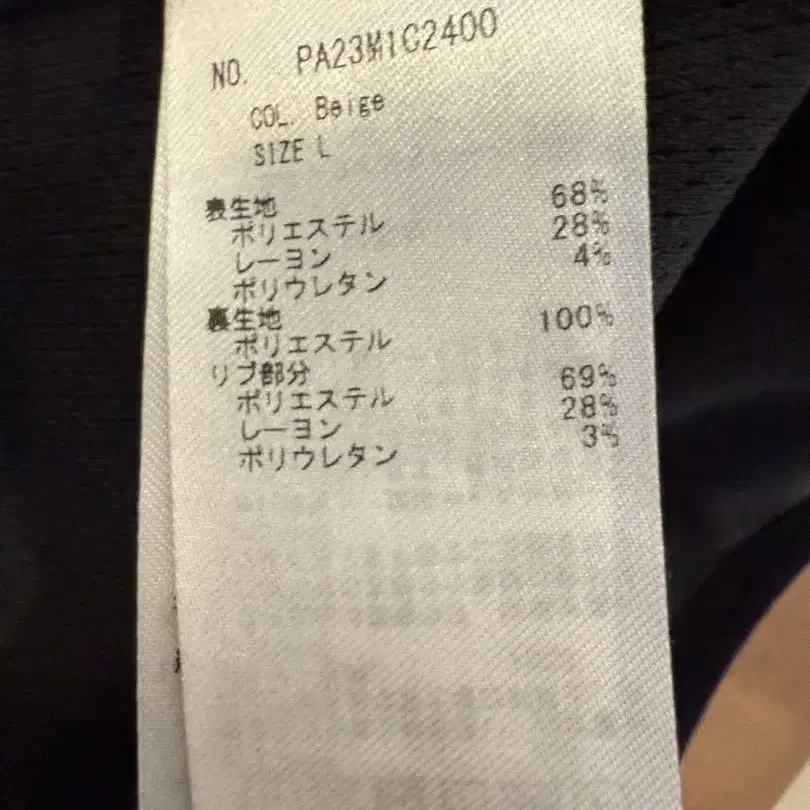 NO. PA23M1C2400
COL. Beige
SIZE L
表生地
ポリエステル 68%
レーヨン 28%
ポリウレタン 4%
裏生地
ポリエステル 100%
リブ部分
ポリエステル 69%
レーヨン 28%
ポリウレタン 3%